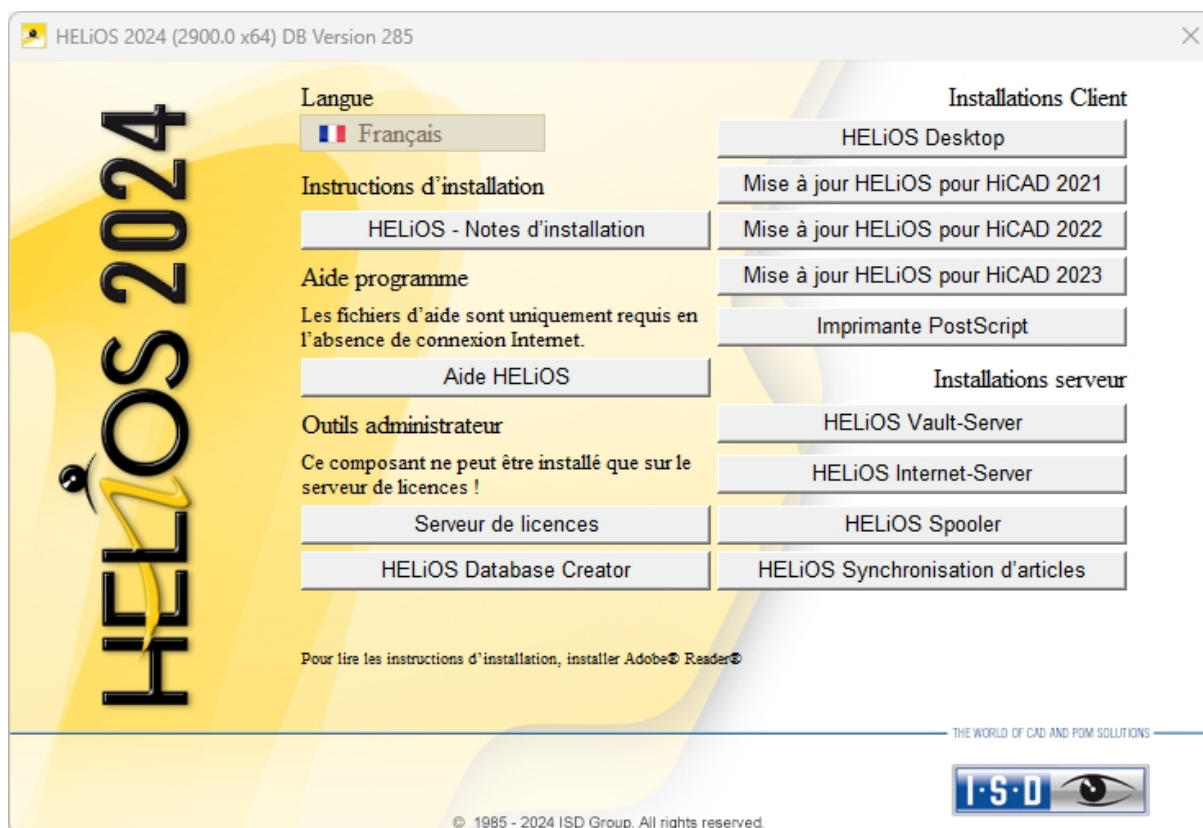 HELiOS 2024 (2900.0 x64) DB Version 285
HELiOS 2024
Langue
Français
Instructions d'installation
HELiOS - Notes d'installation
Aide programme
Les fichiers d'aide sont uniquement requis en
l'absence de connexion Internet.
Aide HELiOS
Outils administrateur
Ce composant ne peut être installé que sur le
serveur de licences !
Serveur de licences
HELiOS Database Creator
Installations Client
HELiOS Desktop
Mise à jour HELiOS pour HiCAD 2021
Mise à jour HELiOS pour HiCAD 2022
Mise à jour HELiOS pour HiCAD 2023
Imprimante PostScript
Installations serveur
HELiOS Vault-Server
HELiOS Internet-Server
HELiOS Spooler
HELiOS Synchronisation d'articles
Pour lire les instructions d'installation, installer Adobe® Reader®
THE WORLD OF CAD AND PDM SOLUTIONS
I·S·D
© 1985 - 2024 ISD Group. All rights reserved.